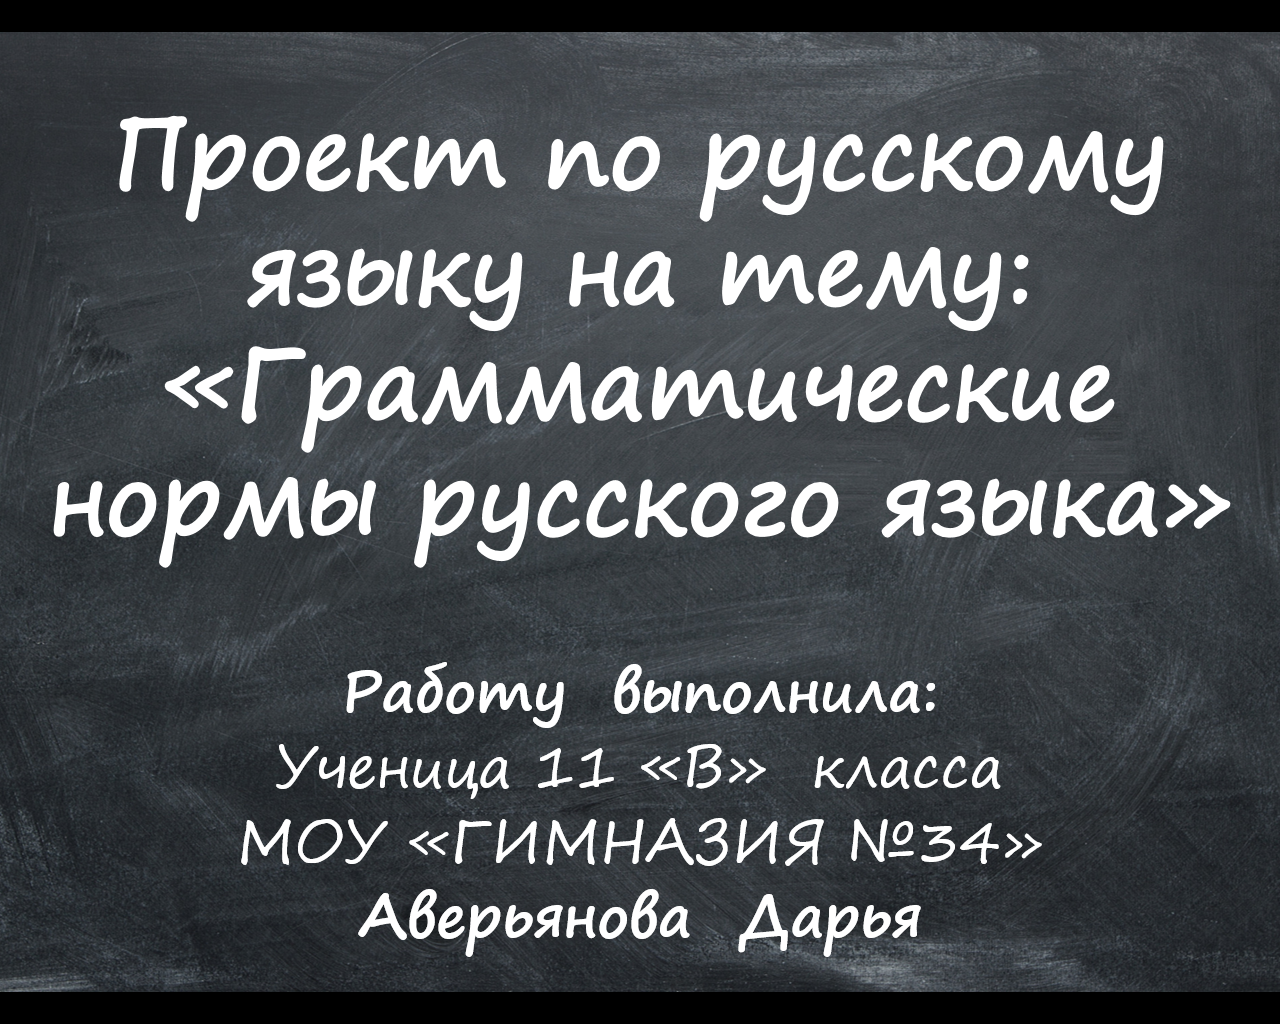 Проект по русскому
языку на тему:
«Грамматические
нормы русского языка»
Работу выполнила:
Ученица 11 «В» класса
МОУ «ГИМНАЗИЯ №34»
Аверьянова Дарья